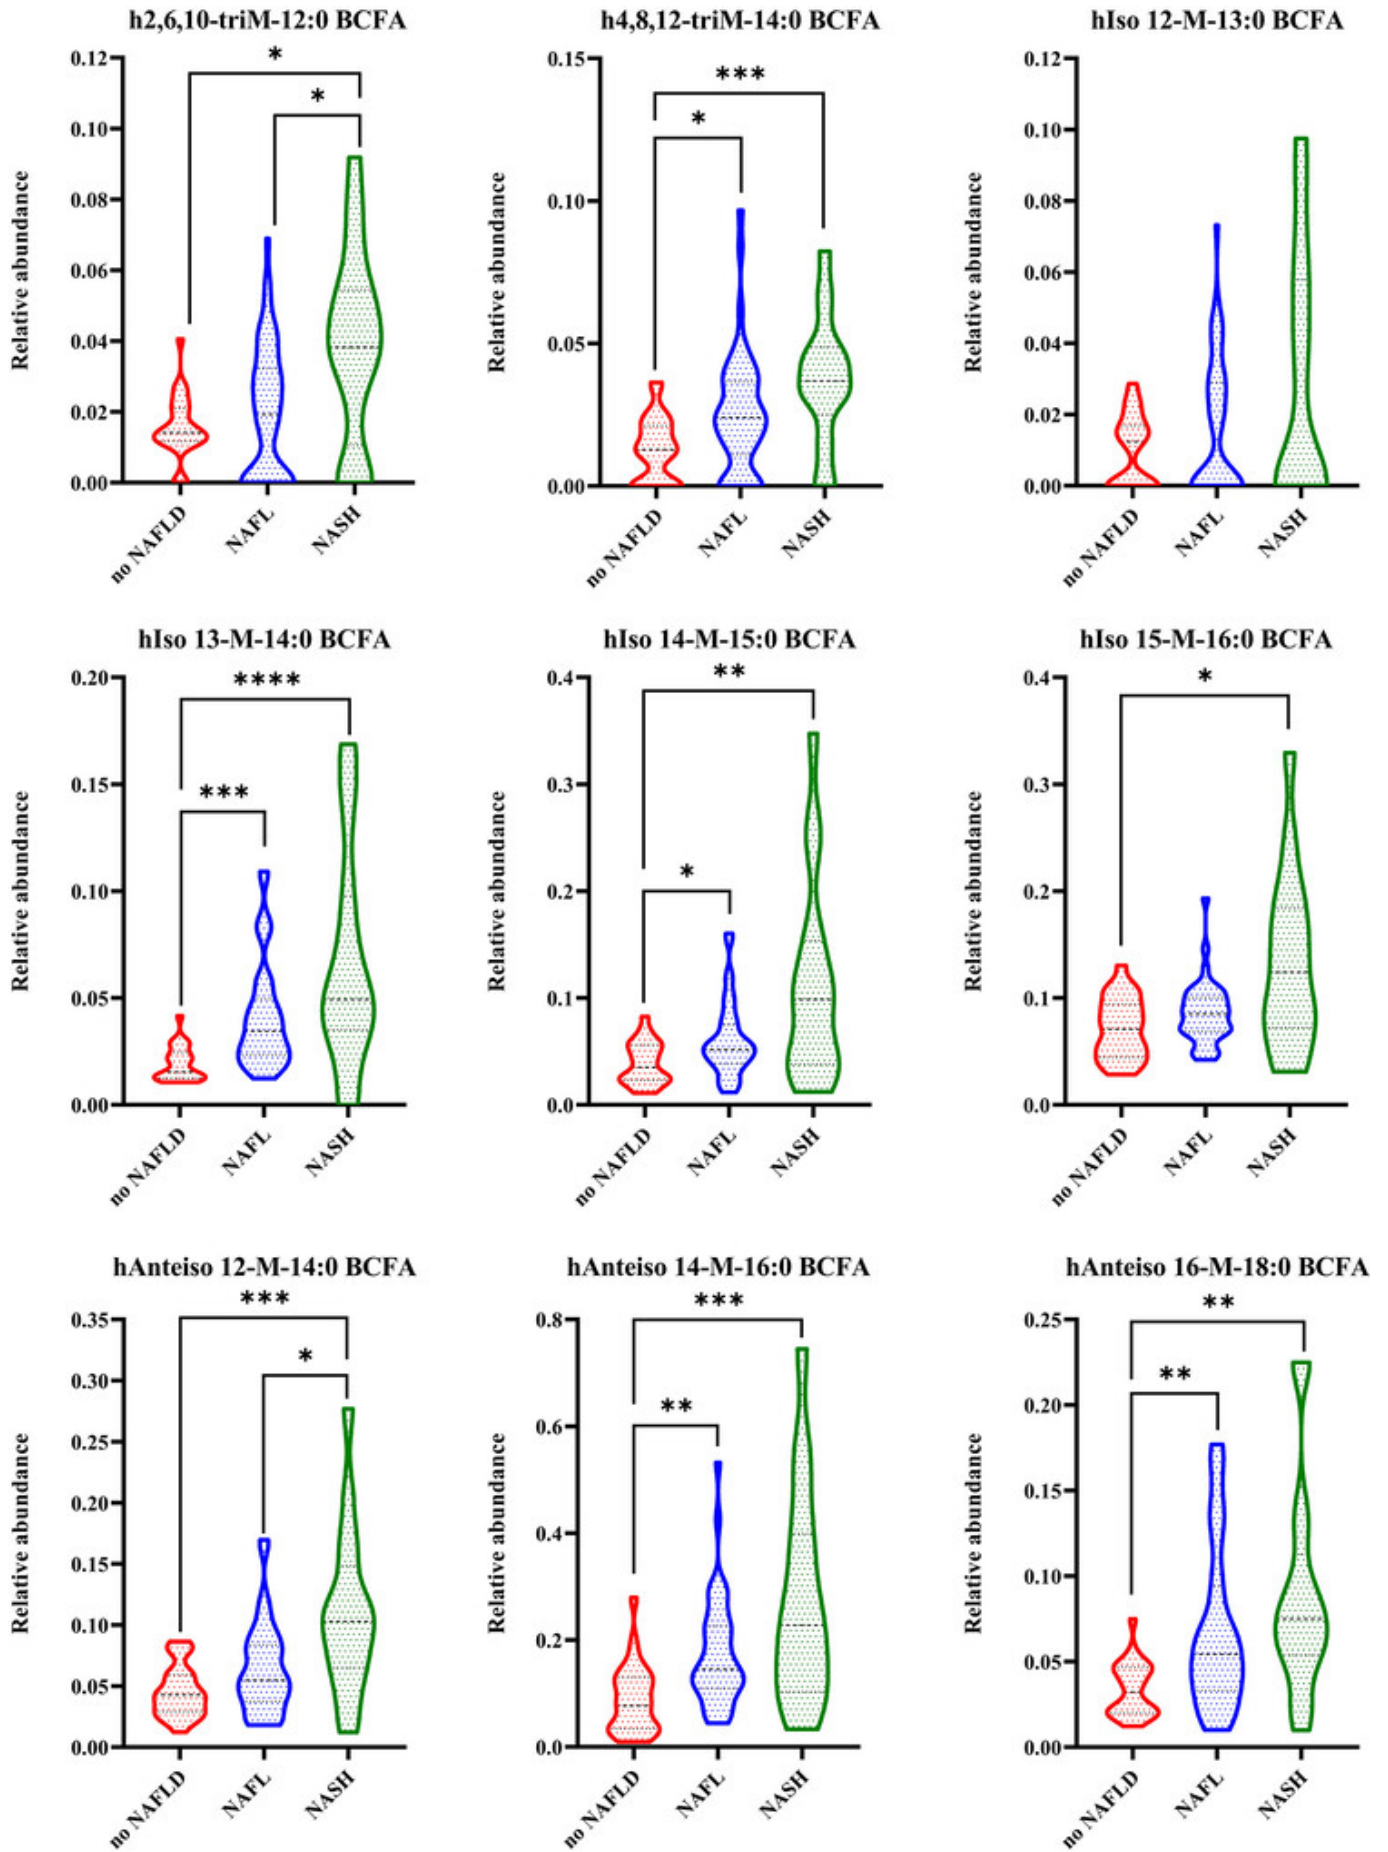 h2,6,10-triM-12:0 BCFA
*
*
0.12
0.10
0.08
0.06
0.04
0.02
0.00
Relative abundance
no NAFLD
NAFL
NASH
h4,8,12-triM-14:0 BCFA
***
*
0.15
0.10
0.05
0.00
Relative abundance
no NAFLD
NAFL
NASH
hIso 12-M-13:0 BCFA
0.12
0.10
0.08
0.06
0.04
0.02
0.00
Relative abundance
no NAFLD
NAFL
NASH
hIso 13-M-14:0 BCFA
****
***
0.20
0.15
0.10
0.05
0.00
Relative abundance
no NAFLD
NAFL
NASH
hIso 14-M-15:0 BCFA
**
*
0.4
0.3
0.2
0.1
0.0
Relative abundance
no NAFLD
NAFL
NASH
hIso 15-M-16:0 BCFA
*
0.4
0.3
0.2
0.1
0.0
Relative abundance
no NAFLD
NAFL
NASH
hAnteiso 12-M-14:0 BCFA
***
*
0.35
0.30
0.25
0.20
0.15
0.10
0.05
0.00
Relative abundance
no NAFLD
NAFL
NASH
hAnteiso 14-M-16:0 BCFA
***
**
0.8
0.6
0.4
0.2
0.0
Relative abundance
no NAFLD
NAFL
NASH
hAnteiso 16-M-18:0 BCFA
**
**
0.25
0.20
0.15
0.10
0.05
0.00
Relative abundance
no NAFLD
NAFL
NASH